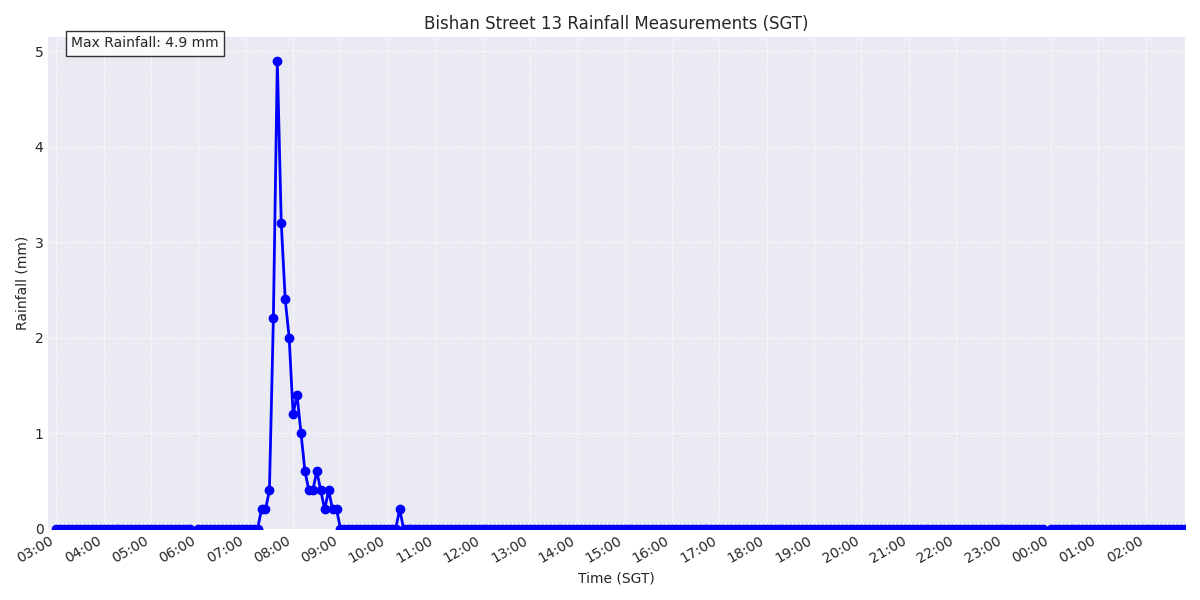 Bishan Street 13 Rainfall Measurements (SGT)
Max Rainfall: 4.9 mm
5
4
3
2
1
0
Rainfall (mm)
03:00 04:00 05:00 06:00 07:00 08:00 09:00 10:00 11:00 12:00 13:00 14:00 15:00 16:00 17:00 18:00 19:00 20:00 21:00 22:00 23:00 00:00 01:00 02:00
Time (SGT)